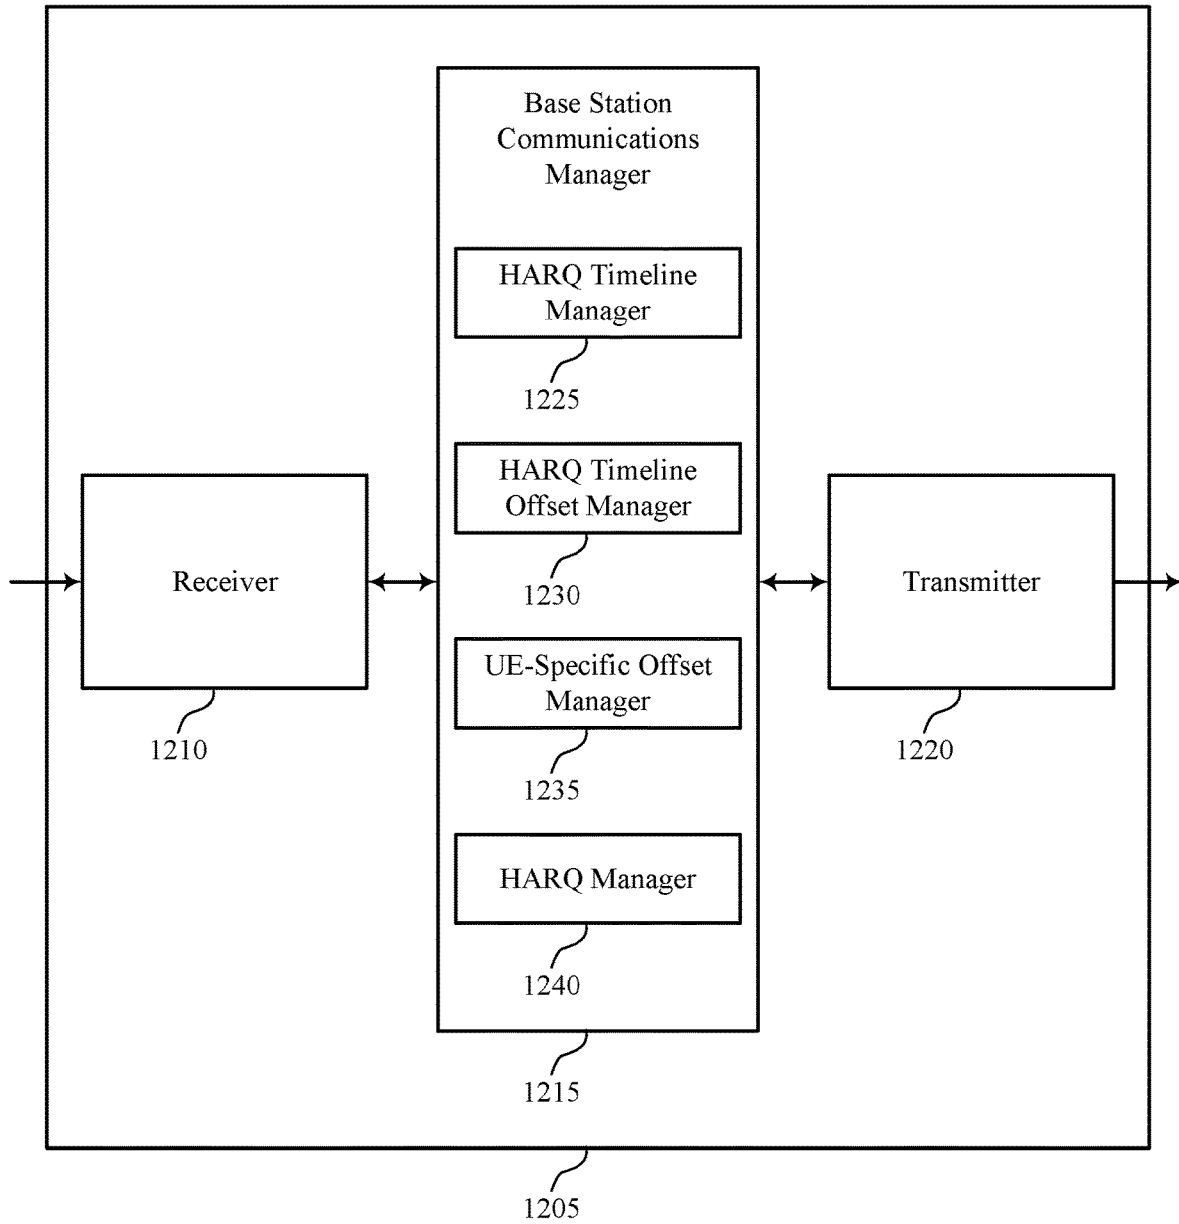 Base Station
Communications
Manager
HARQ Timeline
Manager
1225
HARQ Timeline
Offset Manager
1230
Receiver
1210
Transmitter
1220
UE-Specific Offset
Manager
1235
HARQ Manager
1240
1215
1205